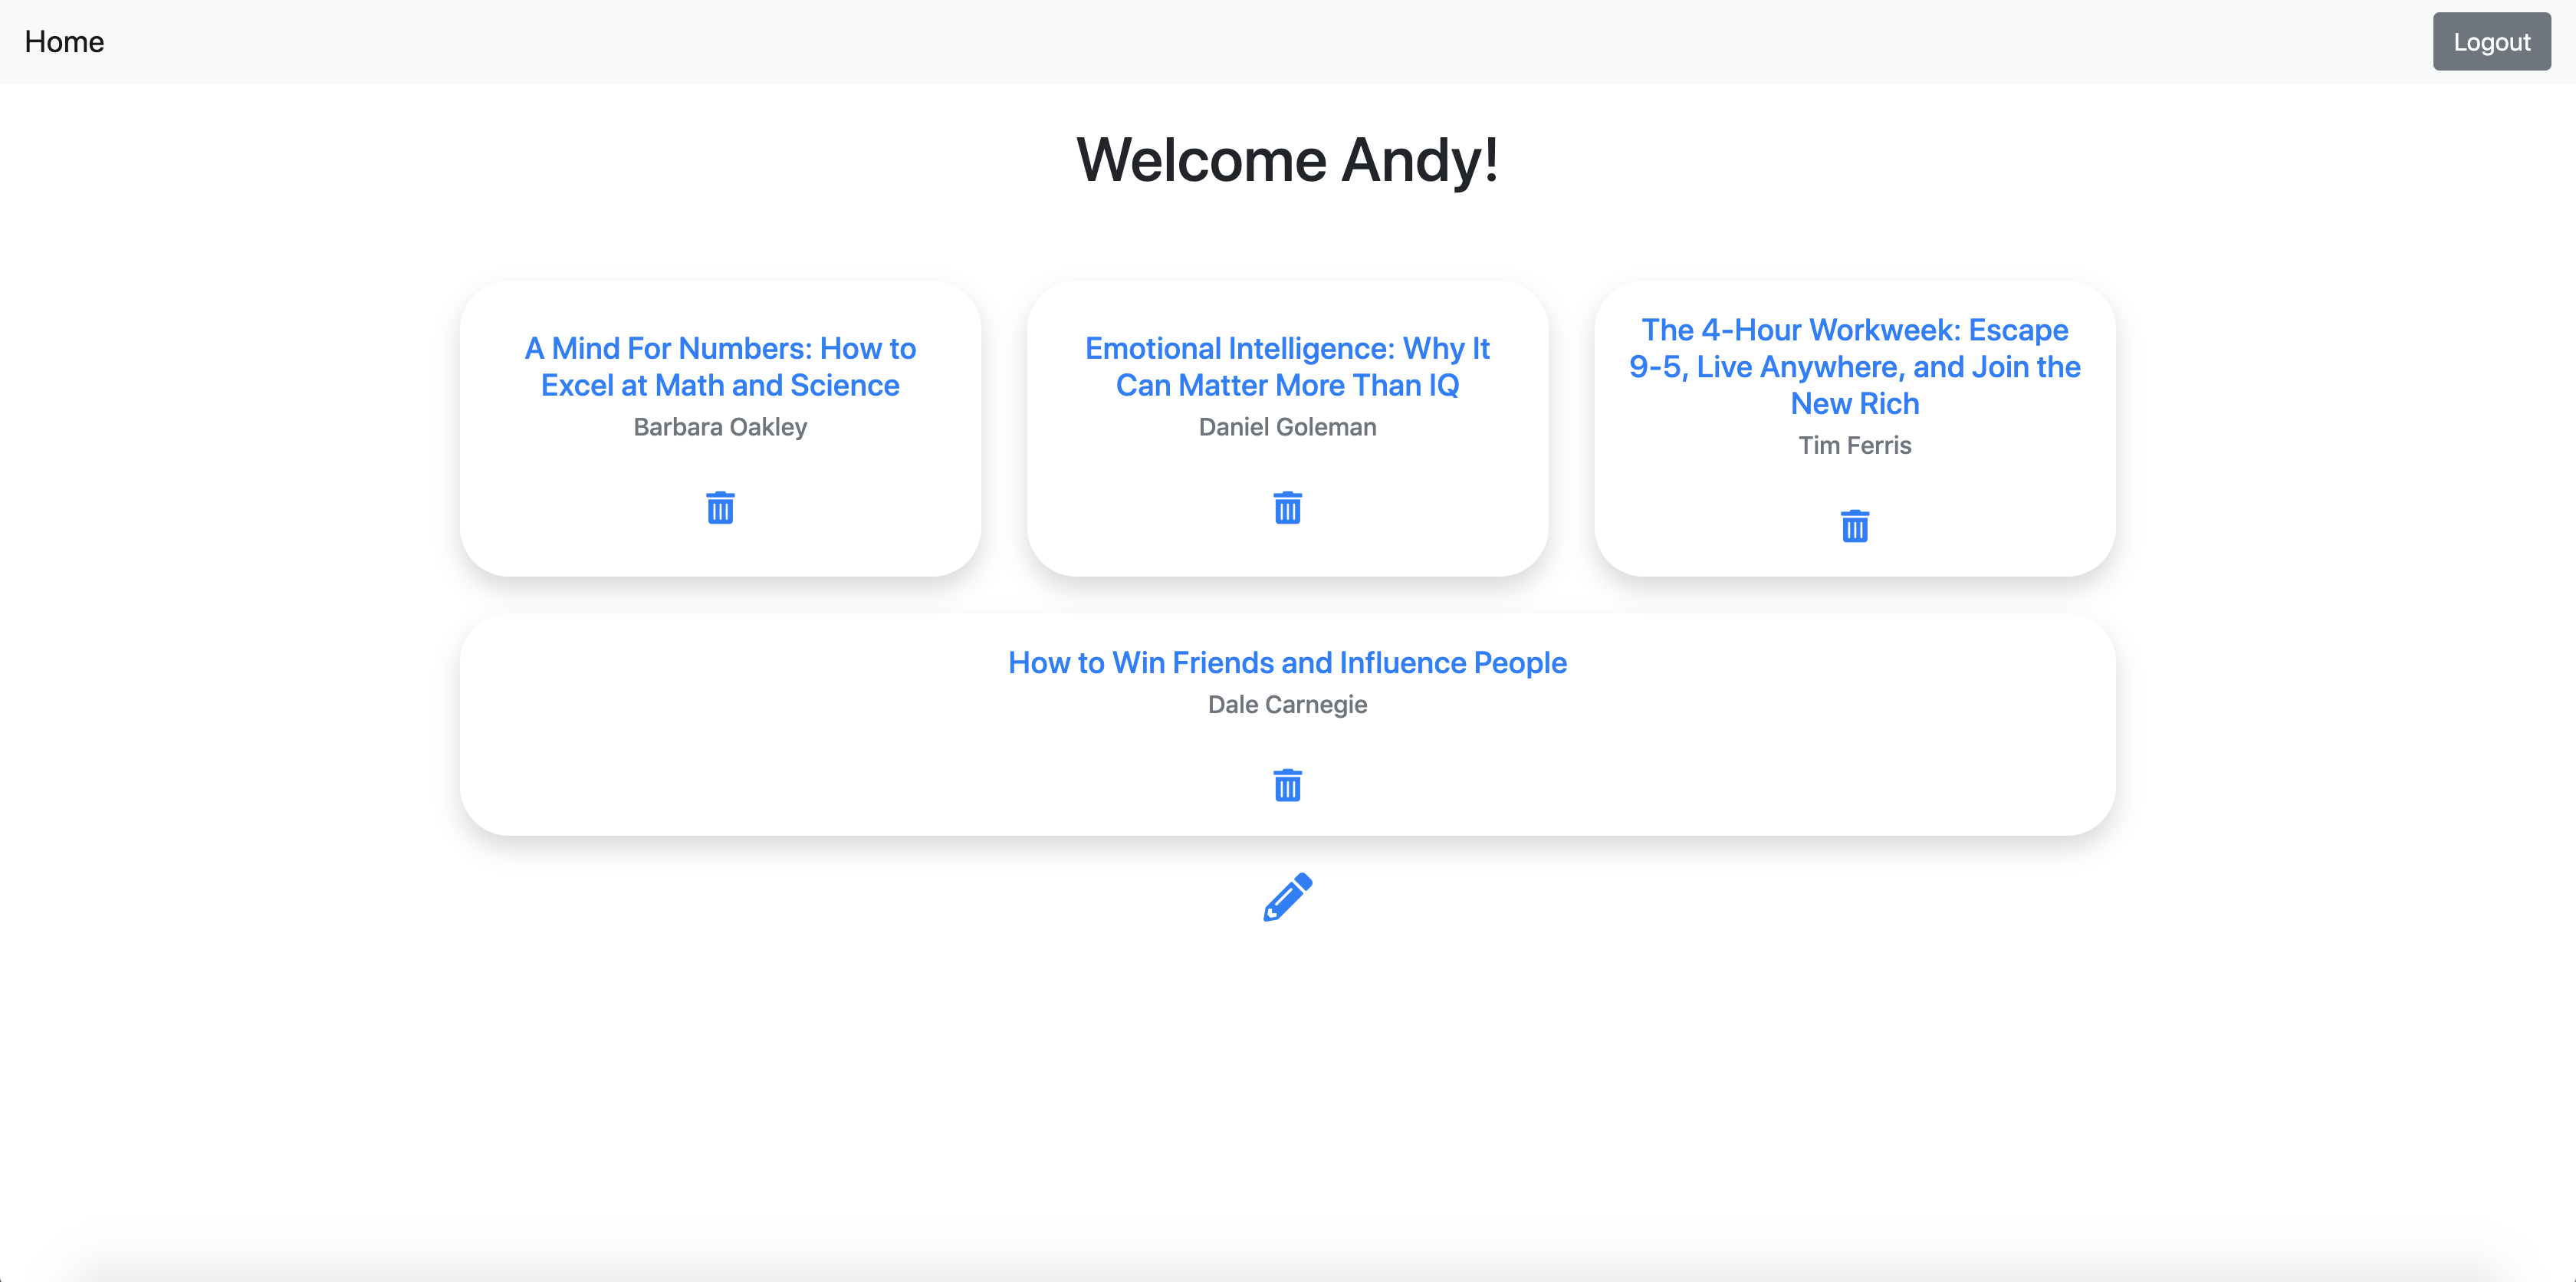 Home
Logout
Welcome Andy!
A Mind For Numbers: How to
Excel at Math and Science
Barbara Oakley
Emotional Intelligence: Why It
Can Matter More Than IQ
Daniel Goleman
The 4-Hour Workweek: Escape
9-5, Live Anywhere, and Join the
New Rich
Tim Ferris
How to Win Friends and Influence People
Dale Carnegie